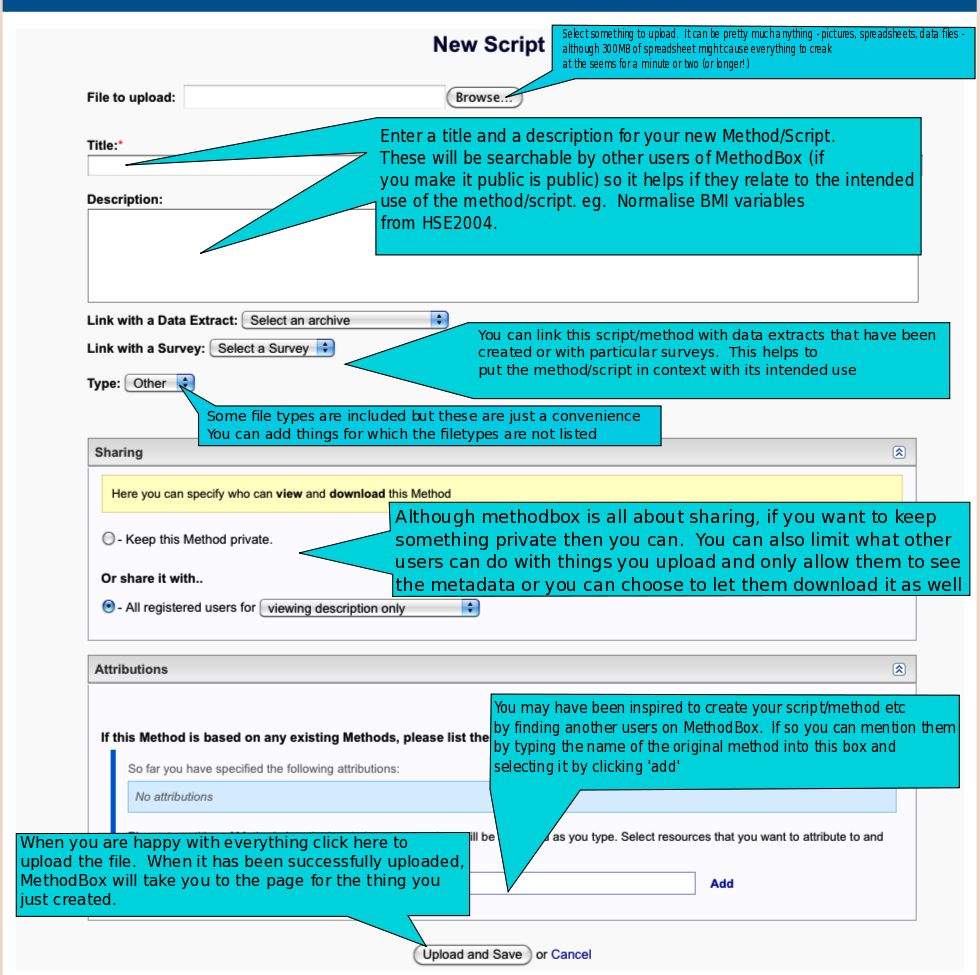 New Script
Select something to upload. It can be pretty much anything - pictures, spreadsheets, data files -
although 300MB of spreadsheet might cause everything to creak
at the seems for a minute or two (or longer!)
File to upload: Browse...
Title:*
Enter a title and a description for your new Method/Script.
These will be searchable by other users of MethodBox (if
you make it public is public) so it helps if they relate to the intended
use of the method/script. eg. Normalise BMI variables
from HSE2004.
Description:
Link with a Data Extract: Select an archive
Link with a Survey: Select a Survey
You can link this script/method with data extracts that have been
created or with particular surveys. This helps to
put the method/script in context with its intended use
Type: Other
Some file types are included but these are just a convenience
You can add things for which the filetypes are not listed
Sharing
Here you can specify who can view and download this Method
- Keep this Method private.
Although methodbox is all about sharing, if you want to keep
something private then you can. You can also limit what other
users can do with things you upload and only allow them to see
the metadata or you can choose to let them download it as well
Or share it with..
- All registered users for viewing description only
Attributions
You may have been inspired to create your script/method etc
by finding another users on MethodBox. If so you can mention them
by typing the name of the original method into this box and
selecting it by clicking 'add'
If this Method is based on any existing Methods, please list the
So far you have specified the following attributions:
No attributions
ill be as you type. Select resources that you want to attribute to and
When you are happy with everything click here to
upload the file. When it has been successfully uploaded,
MethodBox will take you to the page for the thing you
just created.
Add
Upload and Save or Cancel